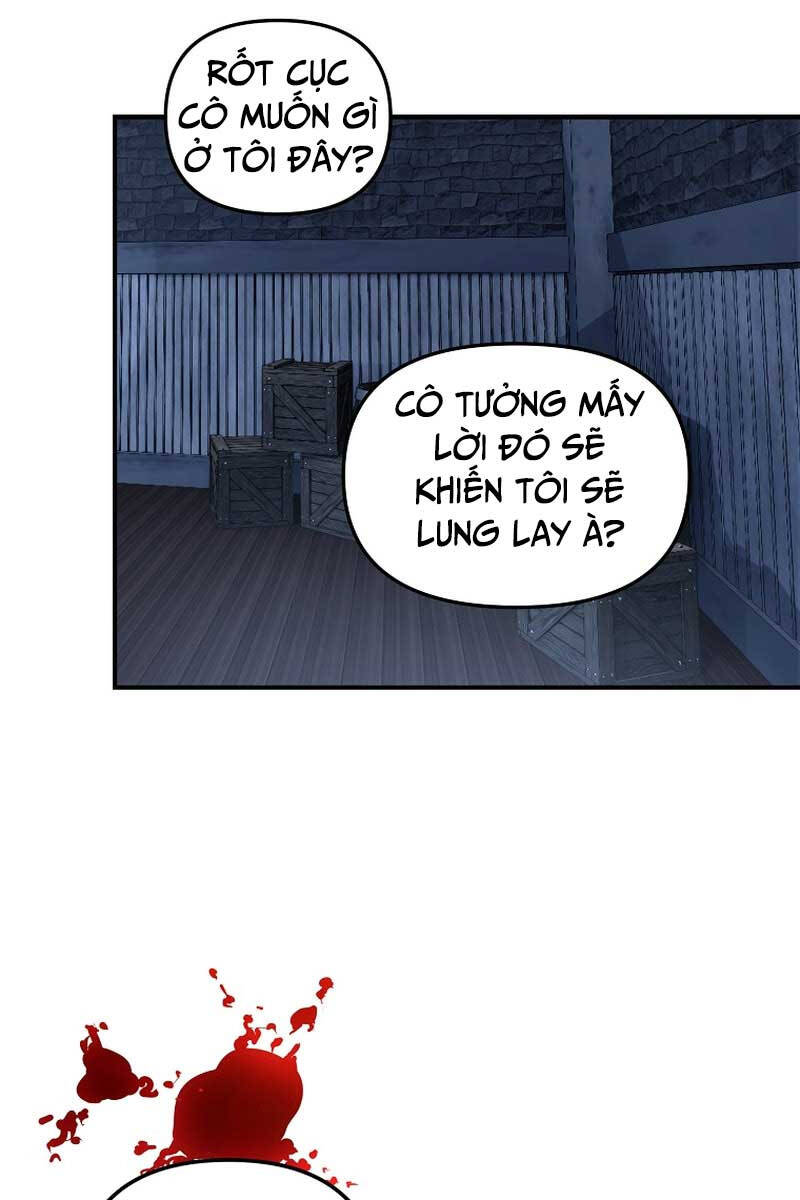 RỐT CỤC
CÔ MUỐN GÌ
Ở TÔI ĐÂY?
CÔ TƯỞNG MẤY
LỜI ĐÓ SẼ
KHIẾN TÔI SẼ
LUNG LAY À?